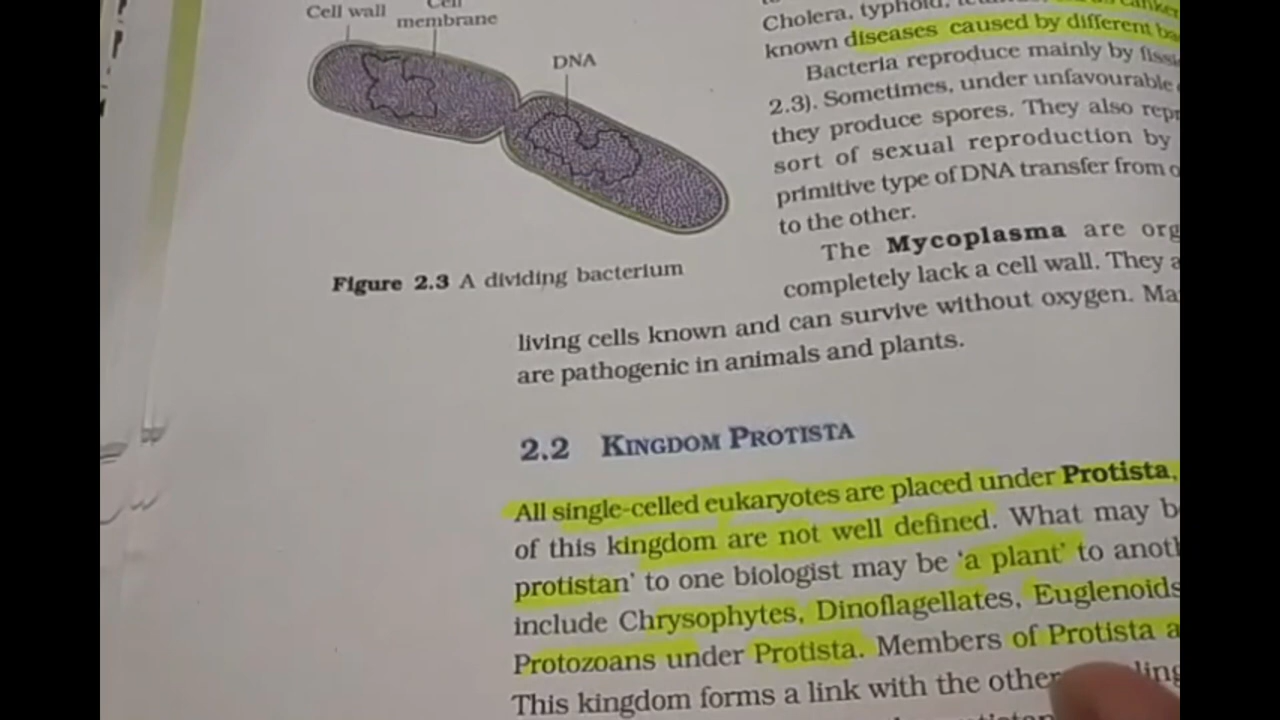 Cell wall
Cell
membrane
DNA
Figure 2.3 A dividing bacterium
Cholera, typhoid,
known diseases caused by different
Bacteria reproduce mainly by
2.3). Sometimes, under unfavourable
they produce spores. They also
sort of sexual reproduction by
primitive type of DNA transfer from
to the other.
The Mycoplasma are
completely lack a cell wall. They
living cells known and can survive without oxygen.
are pathogenic in animals and plants.
2.2 KINGDOM PROTISTA
All single-celled eukaryotes are placed under Protista,
of this kingdom are not well defined. What may
protistan' to one biologist may be 'a plant' to
include Chrysophytes, Dinoflagellates, Euglenoids
Protozoans under Protista. Members of Protista
This kingdom forms a link with the